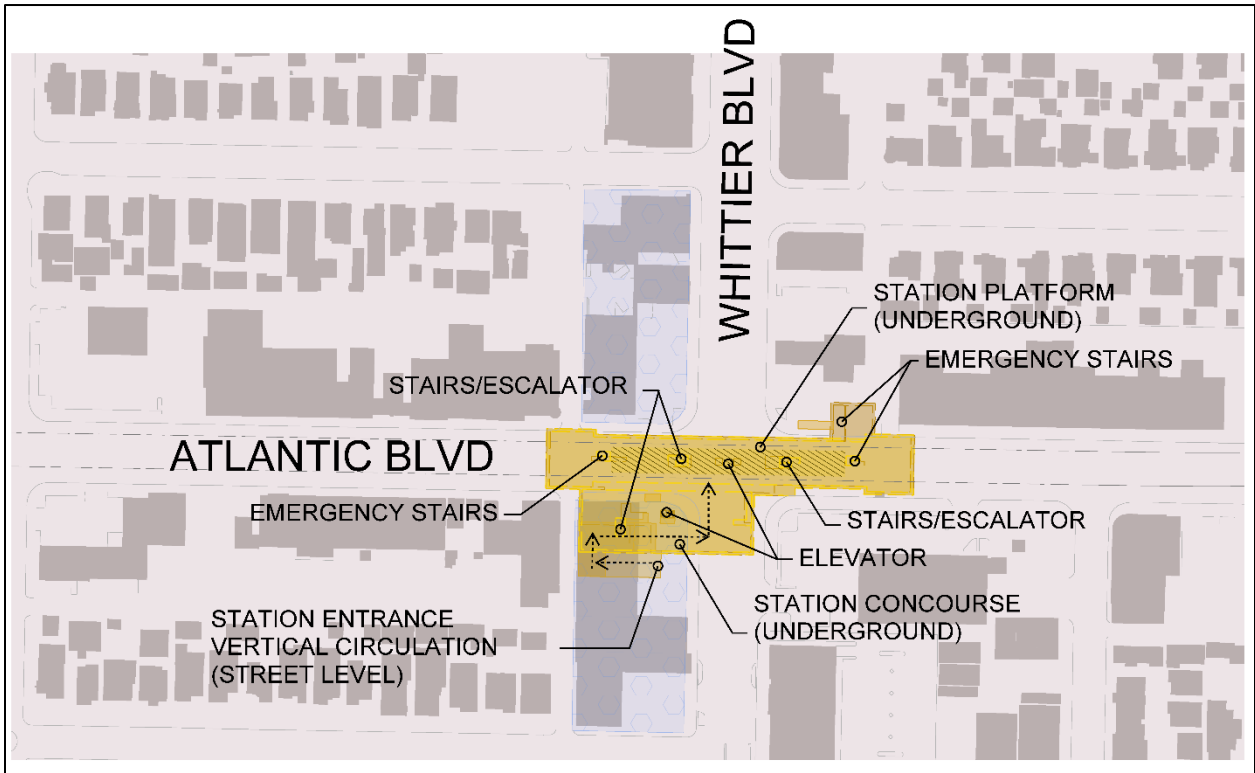 WHITTIER BLVD
STATION PLATFORM
(UNDERGROUND)
EMERGENCY STAIRS
STAIRS/ESCALATOR
ATLANTIC BLVD
EMERGENCY STAIRS
STAIRS/ESCALATOR
ELEVATOR
STATION CONCOURSE
(UNDERGROUND)
STATION ENTRANCE
VERTICAL CIRCULATION
(STREET LEVEL)